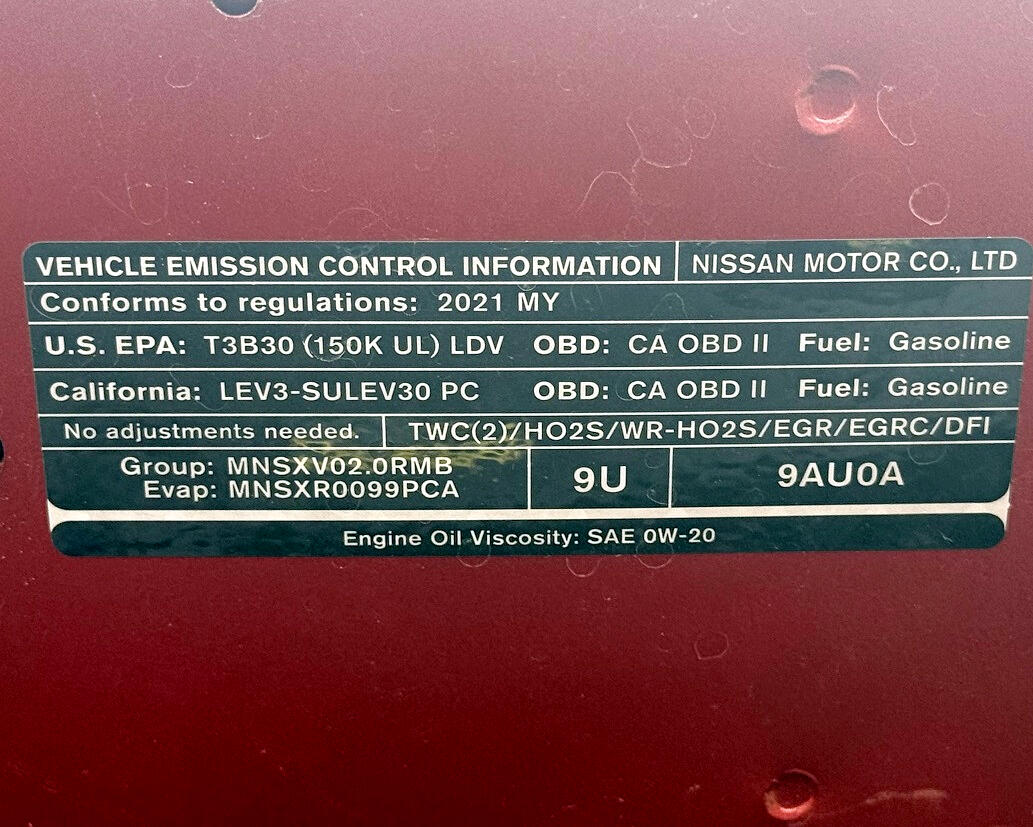 VEHICLE EMISSION CONTROL INFORMATION NISSAN MOTOR CO., LTD
Conforms to regulations: 2021 MY
U.S. EPA: T3B30 (150K UL) LDV OBD: CA OBD II Fuel: Gasoline
California: LEV3-SULEV30 PC OBD: CA OBD II Fuel: Gasoline
No adjustments needed. TWC(2)/HO2S/WR-HO2S/EGR/EGRC/DFI
Group: MNSXV02.0RMB
Evap: MNSXR0099PCA
9U
9AU0A
Engine Oil Viscosity: SAE 0W-20